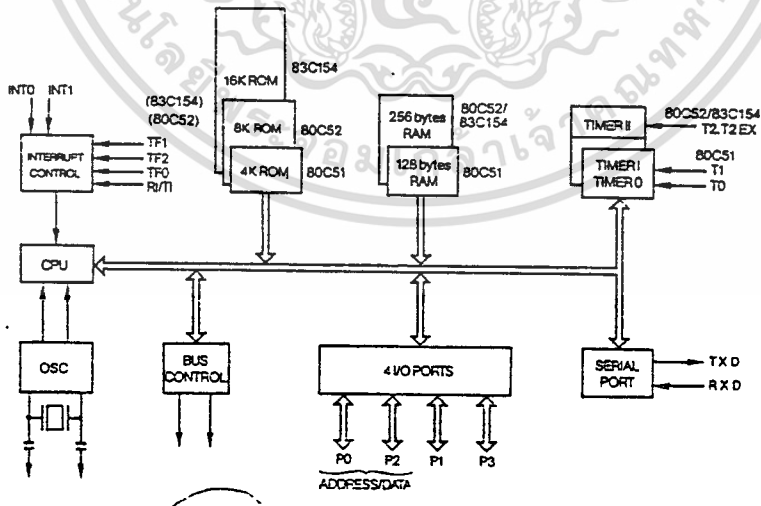 INT0 INT1
(83C154)
(80C52)
INTERRUPT
CONTROL
TF1
TF2
TF0
RI/TI
16K ROM
83C154
8K ROM
80C52
4K ROM
80C51
256 bytes
RAM
80C52/
83C154
128 bytes
RAM
80C51
TIMER II
80C52/83C154
T2, T2 EX
TIMER I
TIMER 0
80C51
T1
T0
CPU
OSC
BUS
CONTROL
4 I/O PORTS
SERIAL
PORT
TXD
RXD
P0 P2 P1 P3
ADDRESS/DATA